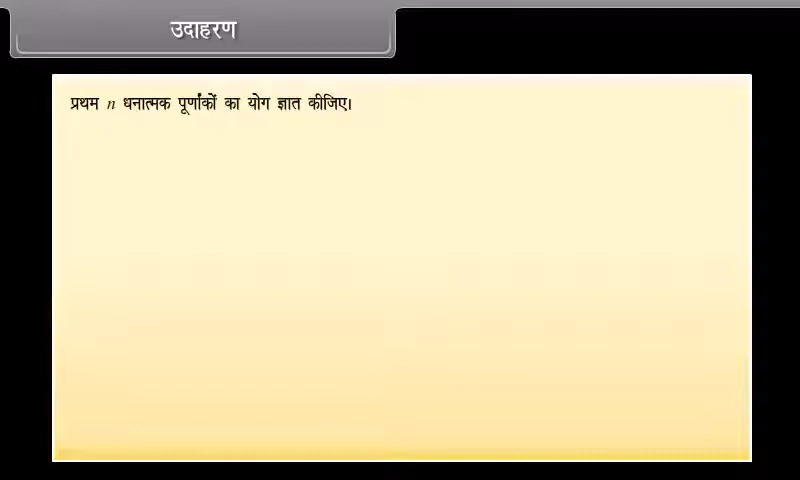 उदाहरण
प्रथम n धनात्मक पूर्णांकों का योग ज्ञात कीजिए।